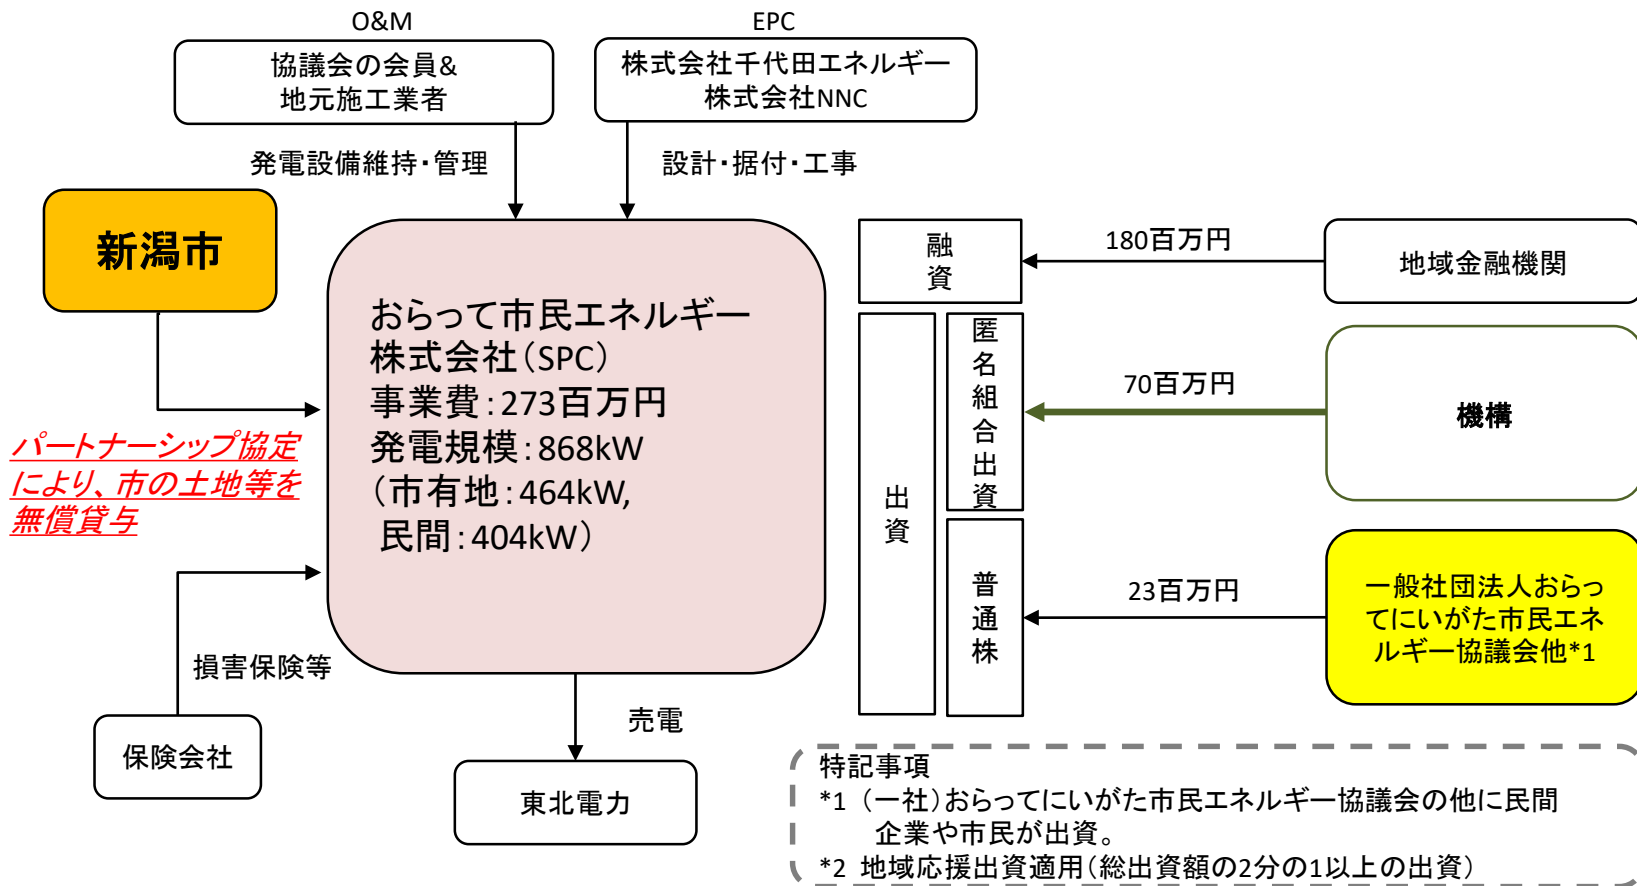 O&M
協議会の会員&
地元施工業者
EPC
株式会社千代田エネルギー
株式会社NNC
発電設備維持・管理
設計・据付・工事
新潟市
パートナーシップ協定
により、市の土地等を
無償貸与
おらって市民エネルギー
株式会社（SPC）
事業費：273百万円
発電規模：868kW
（市有地：464kW,
民間：404kW）
損害保険等
保険会社
売電
東北電力
融資
180百万円
地域金融機関
出資
匿名組合出資
70百万円
機構
普通株
23百万円
一般社団法人おらっ
てにいがた市民エネ
ルギー協議会他*1
特記事項
*1 （一社）おらってにいがた市民エネルギー協議会の他に民間
企業や市民が出資。
*2 地域応援出資適用（総出資額の2分の1以上の出資）